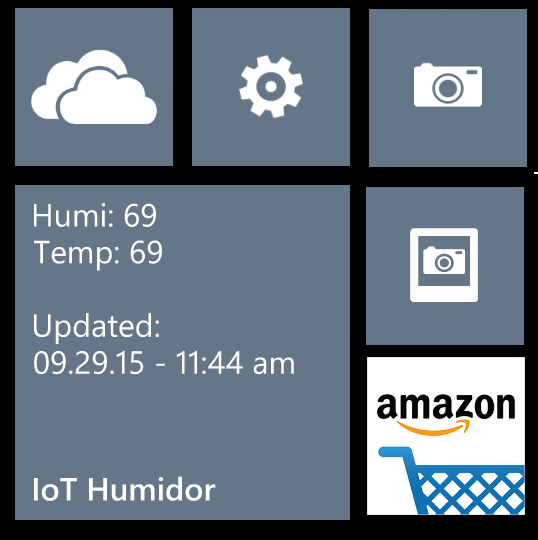 Humi: 69
Temp: 69
Updated:
09.29.15 - 11:44 am
IoT Humidor
amazon